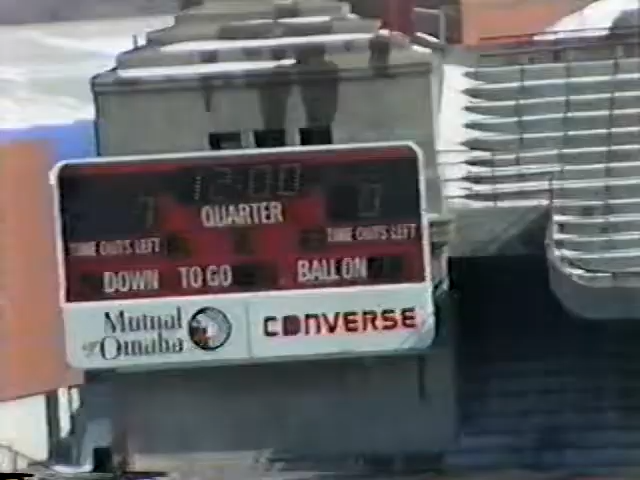 12:00
7 0
QUARTER
TIME OUTS LEFT TIME OUTS LEFT
DOWN TO GO BALL ON
Mutual of Omaha
CONVERSE